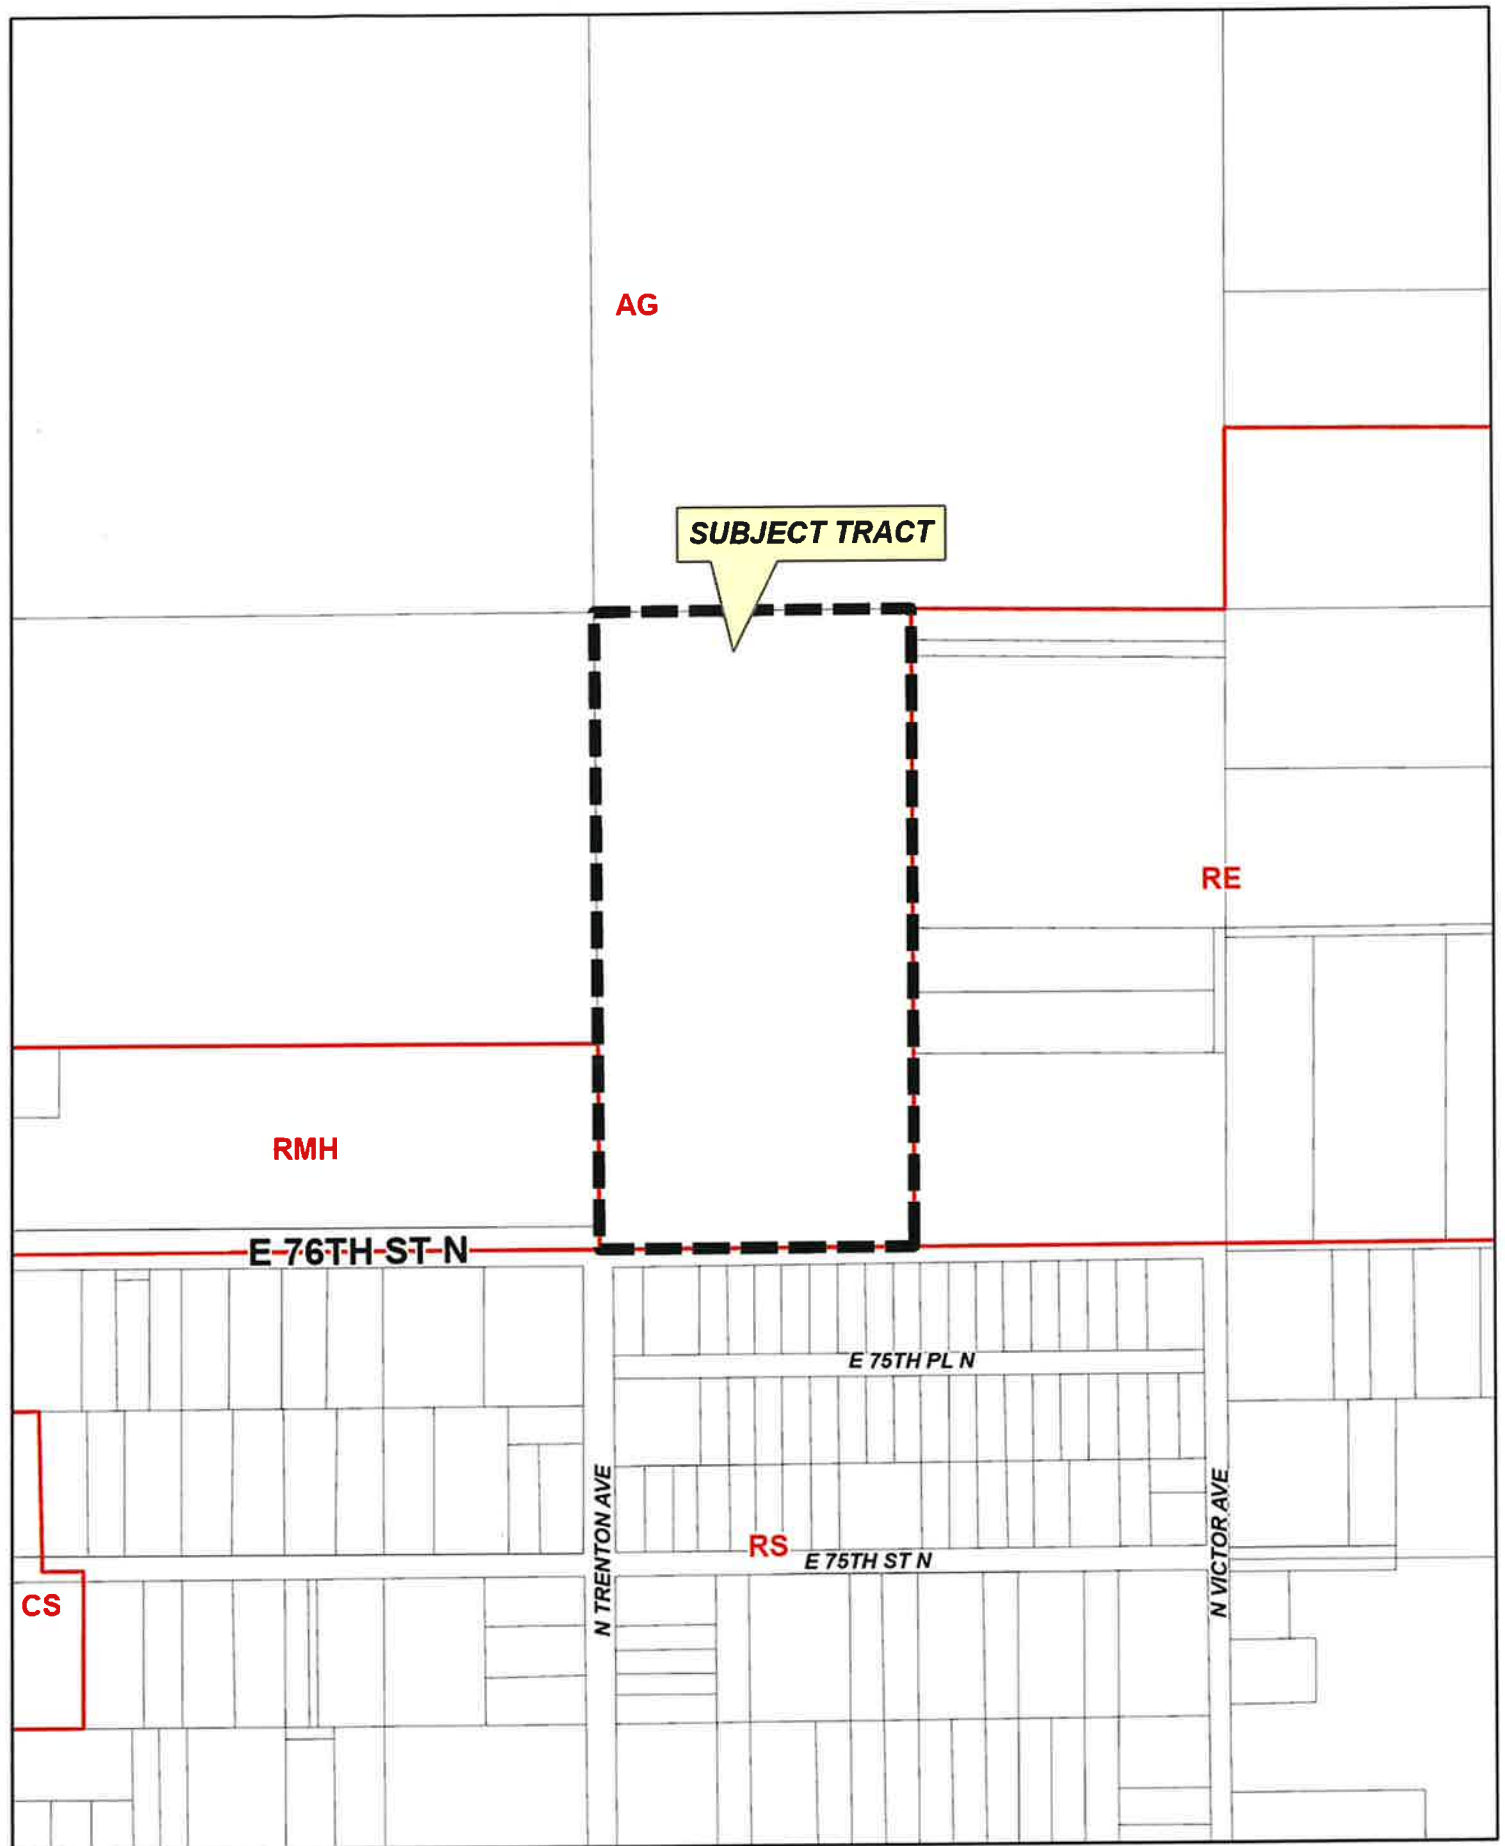 AG
SUBJECT TRACT
RE
RMH
E 76TH ST N
E 75TH PL N
N TRENTON AVE
N VICTOR AVE
RS
E 75TH ST N
CS